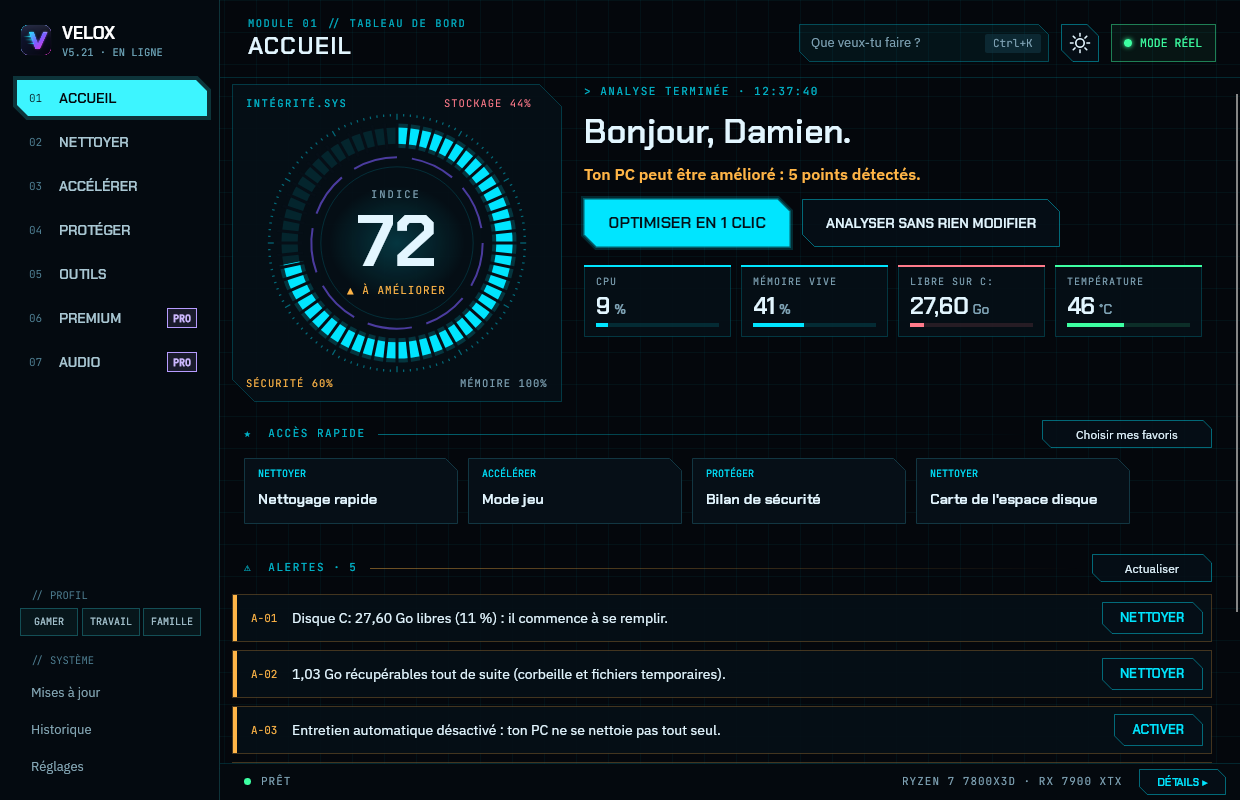 VELOX
V5.21 · EN LIGNE
01 ACCUEIL
02 NETTOYER
03 ACCÉLÉRER
04 PROTÉGER
05 OUTILS
06 PREMIUM PRO
07 AUDIO PRO
// PROFIL
GAMER TRAVAIL FAMILLE
// SYSTÈME
Mises à jour
Historique
Réglages
MODULE 01 // TABLEAU DE BORD
ACCUEIL
Que veux-tu faire ? Ctrl+K
MODE RÉEL
INTÉGRITÉ.SYS STOCKAGE 44%
INDICE
72
▲ À AMÉLIORER
SÉCURITÉ 60% MÉMOIRE 100%
> ANALYSE TERMINÉE · 12:37:40
Bonjour, Damien.
Ton PC peut être amélioré : 5 points détectés.
OPTIMISER EN 1 CLIC ANALYSER SANS RIEN MODIFIER
CPU
9 %
MÉMOIRE VIVE
41 %
LIBRE SUR C:
27,60 Go
TEMPÉRATURE
46 °C
★ ACCÈS RAPIDE Choisir mes favoris
NETTOYER
Nettoyage rapide
ACCÉLÉRER
Mode jeu
PROTÉGER
Bilan de sécurité
NETTOYER
Carte de l'espace disque
⚠ ALERTES · 5 Actualiser
A-01 Disque C: 27,60 Go libres (11 %) : il commence à se remplir. NETTOYER
A-02 1,03 Go récupérables tout de suite (corbeille et fichiers temporaires). NETTOYER
A-03 Entretien automatique désactivé : ton PC ne se nettoie pas tout seul. ACTIVER
PRÊT RYZEN 7 7800X3D · RX 7900 XTX DÉTAILS ▸